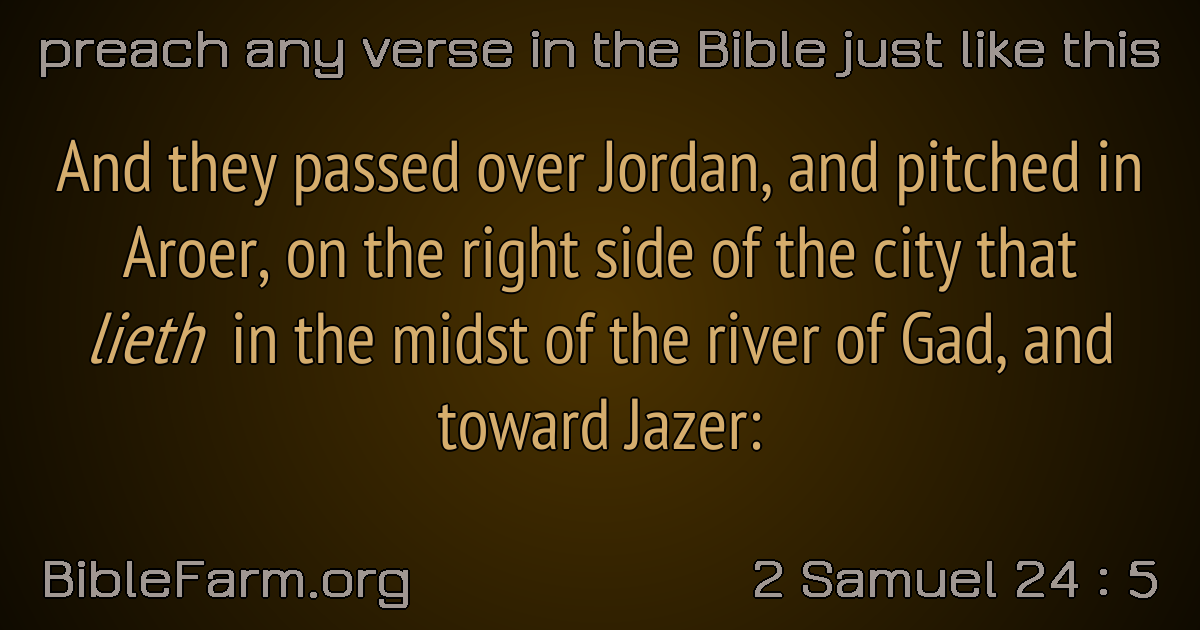 preach any verse in the Bible just like this
And they passed over Jordan, and pitched in
Aroer, on the right side of the city that
lieth in the midst of the river of Gad, and
toward Jazer:
BibleFarm.org
2 Samuel 24 : 5